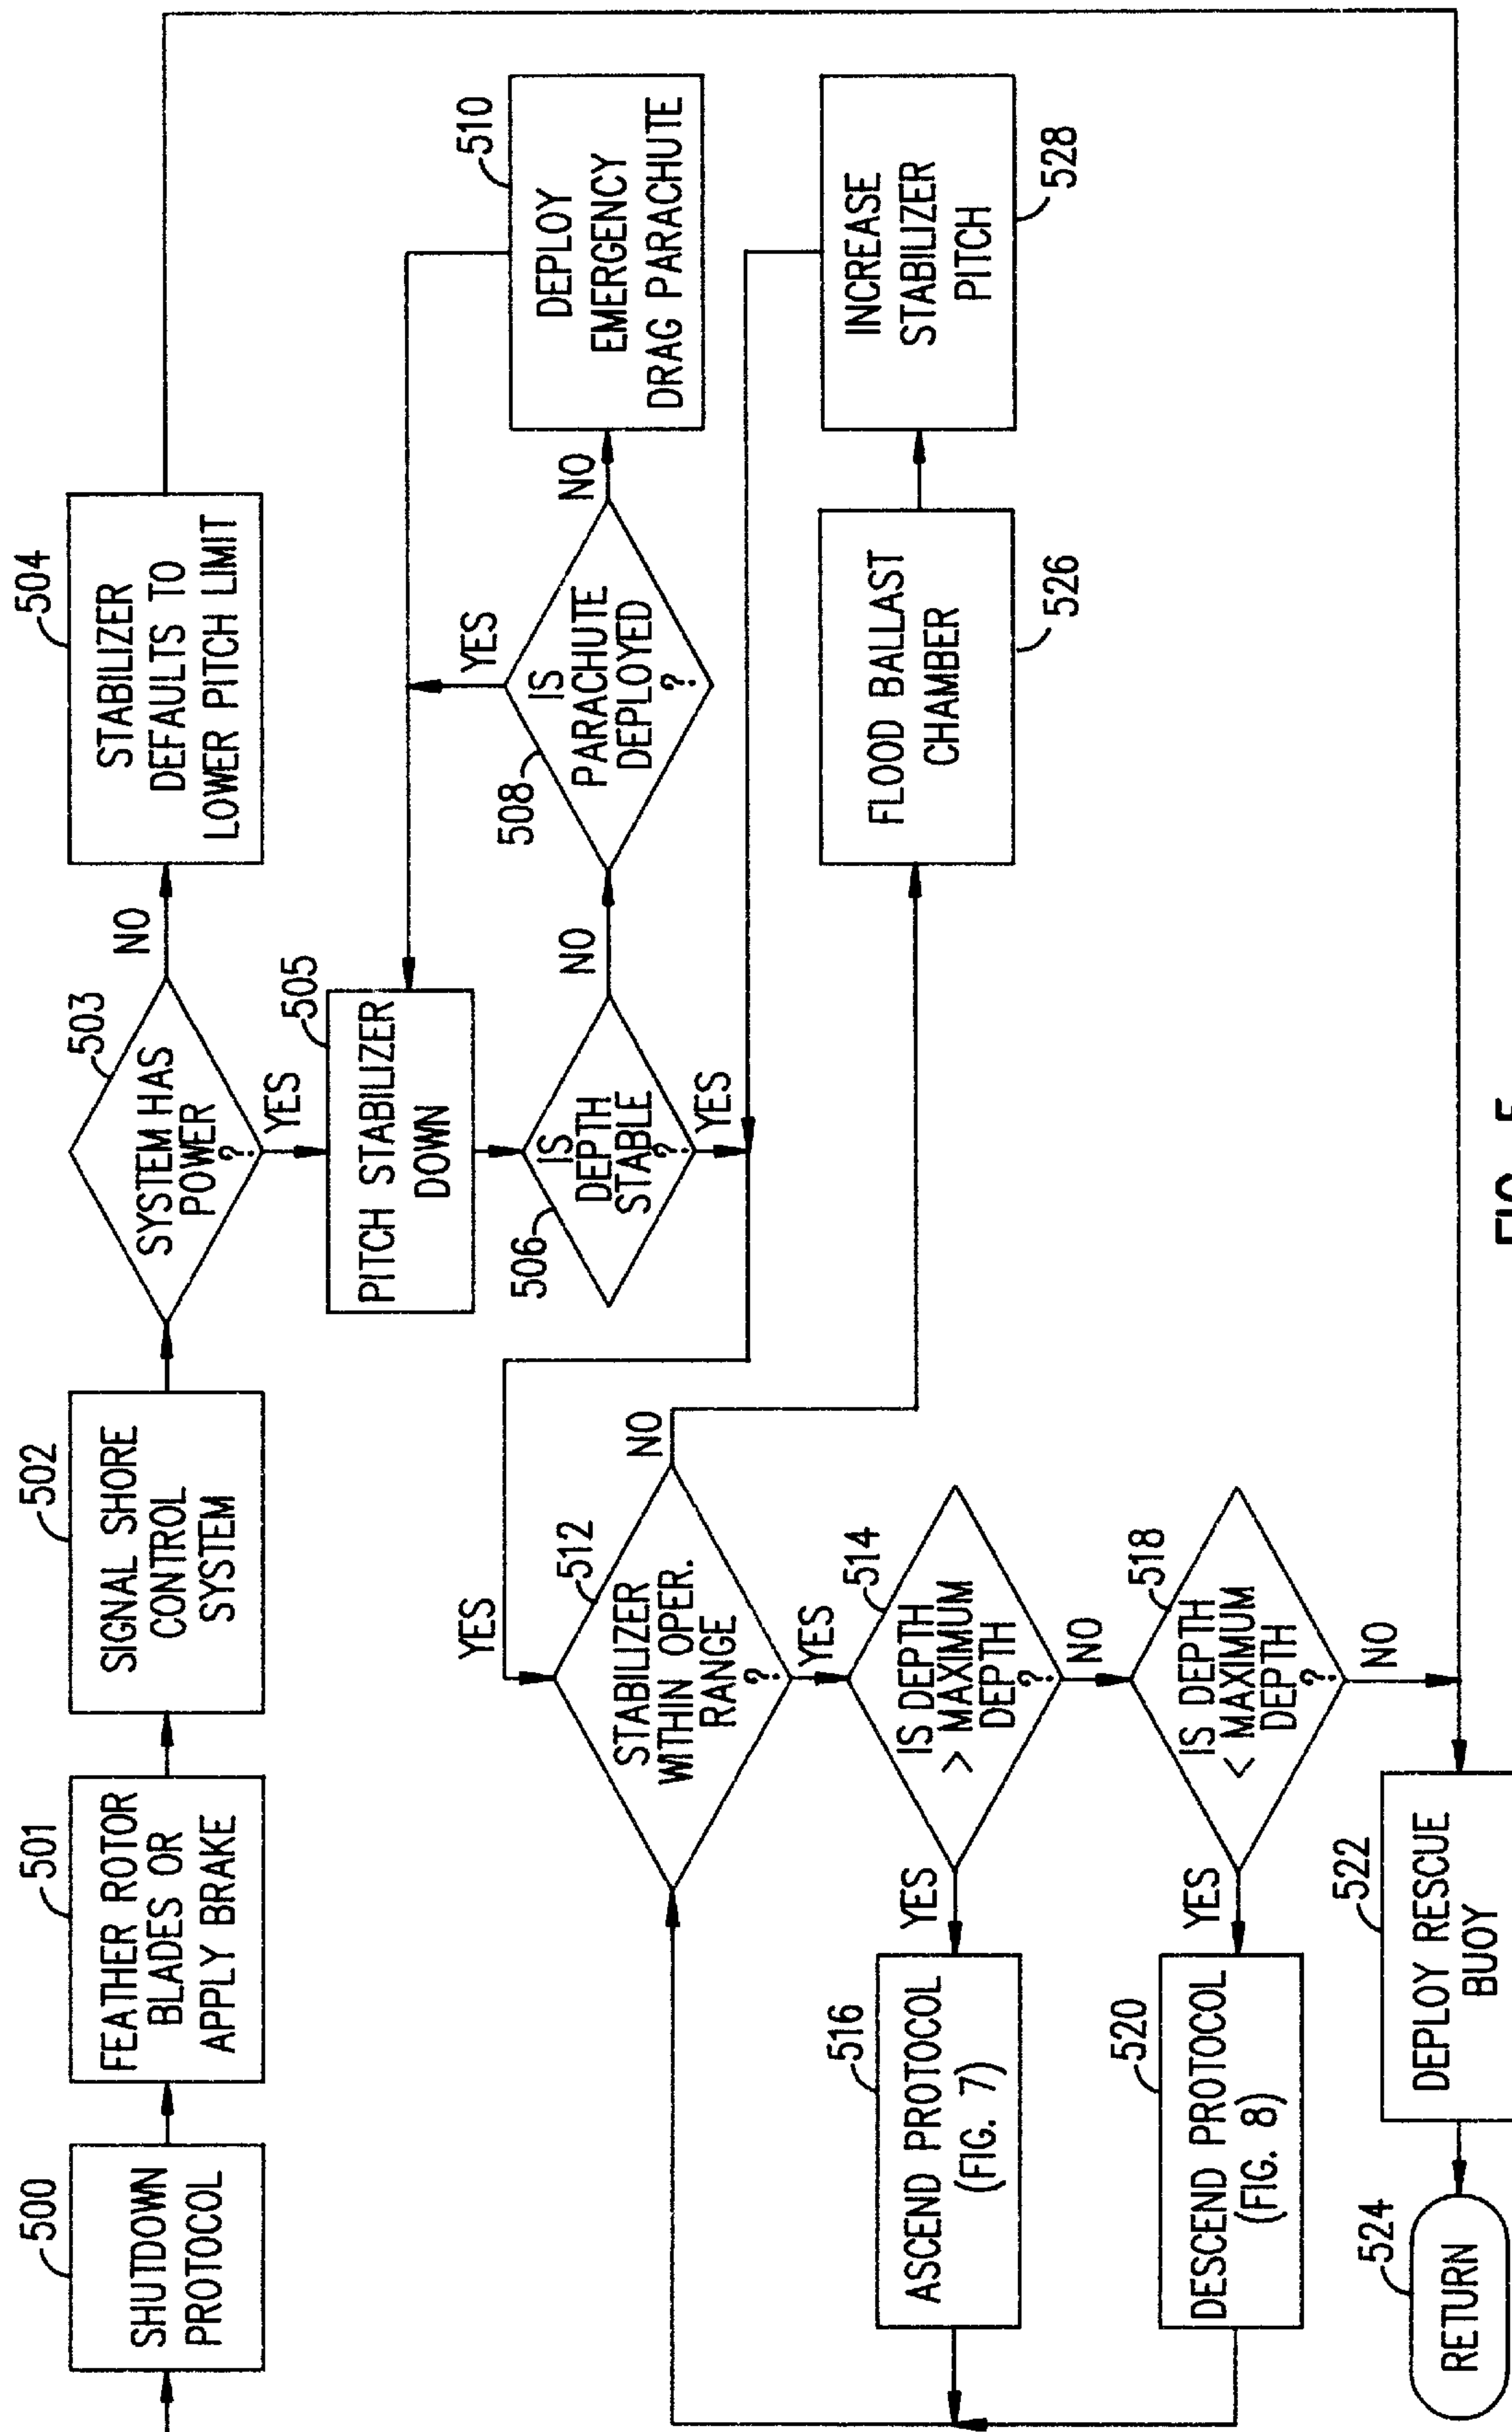 500
SHUTDOWN
PROTOCOL
501
FEATHER ROTOR
BLADES OR
APPLY BRAKE
502
SIGNAL SHORE
CONTROL
SYSTEM
503
SYSTEM HAS
POWER
?
NO
YES
504
STABILIZER
DEFAULTS TO
LOWER PITCH LIMIT
505
PITCH STABILIZER
DOWN
506
IS
DEPTH
STABLE
?
NO
YES
508
IS
PARACHUTE
DEPLOYED
?
YES
NO
510
DEPLOY
EMERGENCY
DRAG PARACHUTE
YES
512
STABILIZER
WITHIN OPER.
RANGE
?
NO
YES
526
FLOOD BALLAST
CHAMBER
528
INCREASE
STABILIZER
PITCH
514
IS DEPTH
> MAXIMUM
DEPTH
?
YES
NO
516
ASCEND PROTOCOL
(FIG. 7)
518
IS DEPTH
< MAXIMUM
DEPTH
?
YES
NO
520
DESCEND PROTOCOL
(FIG. 8)
522
DEPLOY RESCUE
BUOY
524
RETURN